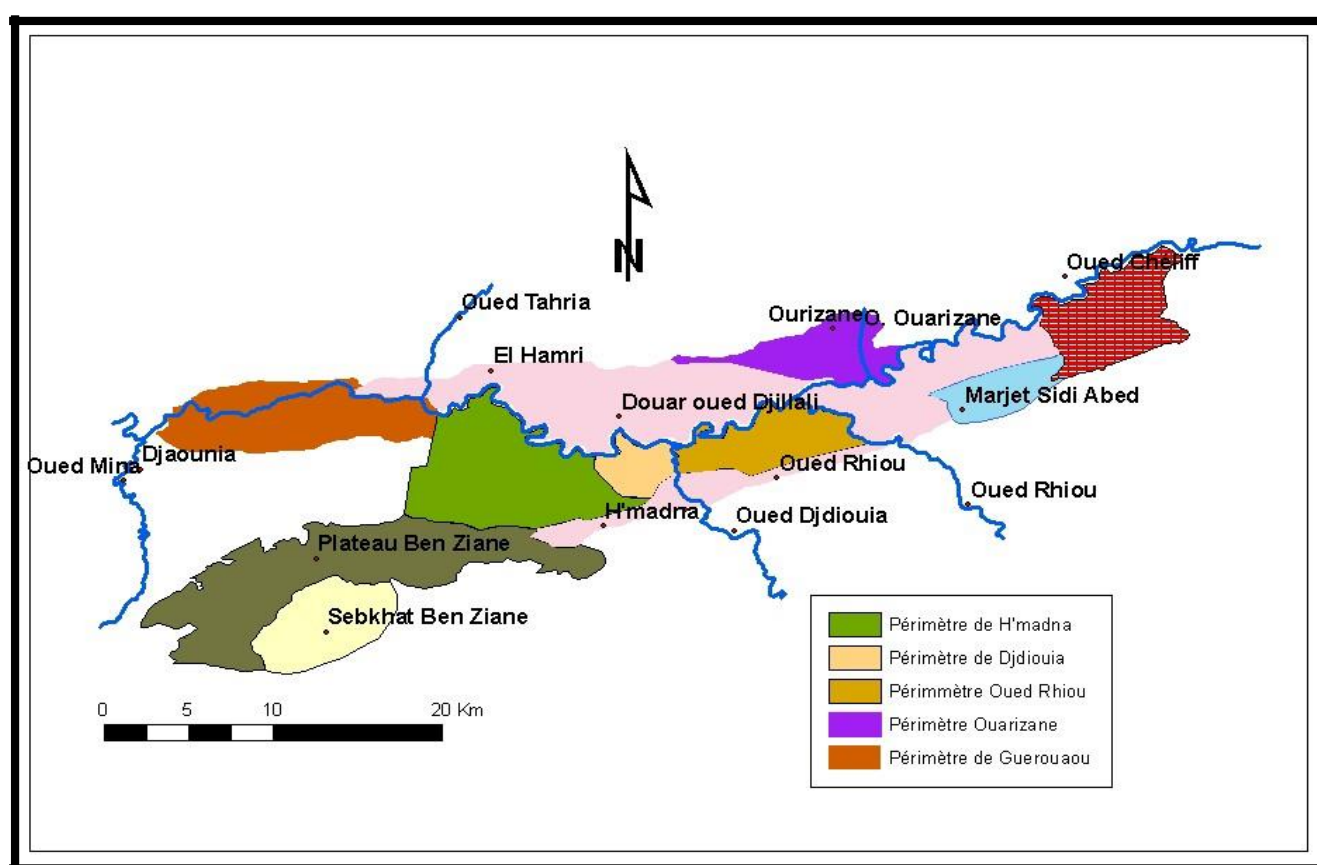 N
Oued Cheliff
Oued Tahria
Ourizane
O. Ouarizane
El Hamri
Douar oued Djillali
Marjet Sidi Abed
Djaounia
Oued Mina
Oued Rhiou
Oued Rhiou
H'madna
Oued Djdiouia
Plateau Ben Ziane
Sebkhat Ben Ziane
Périmètre de H'madna
Périmètre de Djdiouia
Périmmètre Oued Rhiou
Périmètre Ouarizane
Périmètre de Guerouaou
0 5 10 20 Km